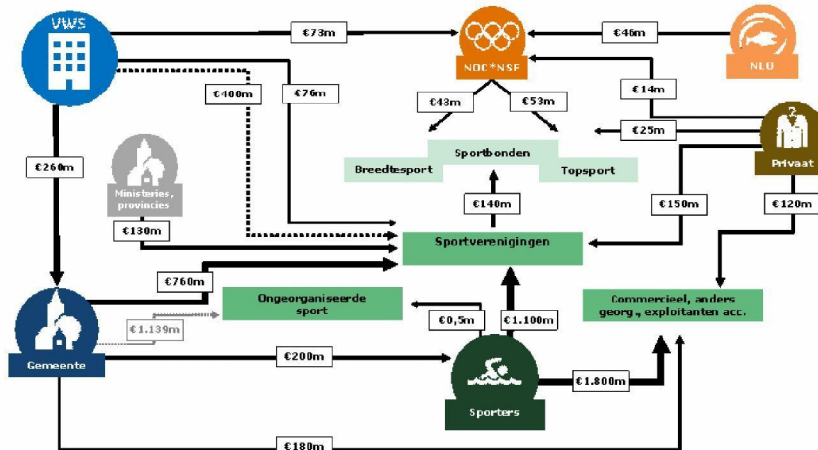 VWS
€73m
NOC*NSF
€46m
NLO
€400m
€76m
€43m
€53m
€14m
€25m
2
Privaat
Sportbonden
Breedtesport
Topsport
€260m
Ministeries,
provincies
€130m
€140m
€150m
€120m
Sportverenigingen
€760m
Ongeorganiseerde
sport
Commercieel, anders
georg., exploitanten acc.
€1.139m
€0,5m
€1.100m
Gemeente
€200m
€1.800m
Sporters
€180m